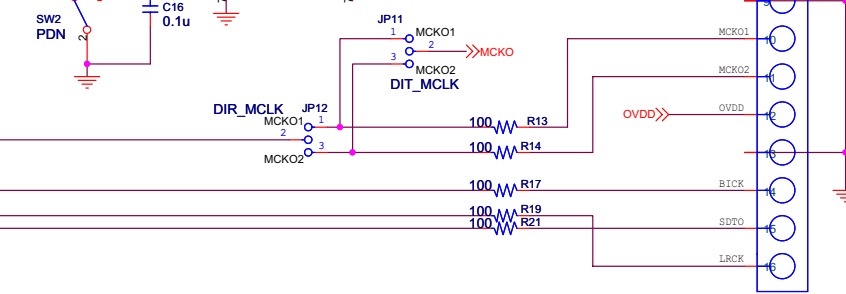 C16
SW2
0.1u
PDN
2
JP11
1
MCKO1
2
MCKO
3
MCKO2
DIT_MCLK
DIR_MCLK
JP12
MCKO1
1
2
3
MCKO2
100
R13
100
R14
100
R17
100
R19
100
R21
9
MCKO1
10
MCKO2
11
OVDD
OVDD
12
13
BICK
14
SDTO
15
LRCK
16